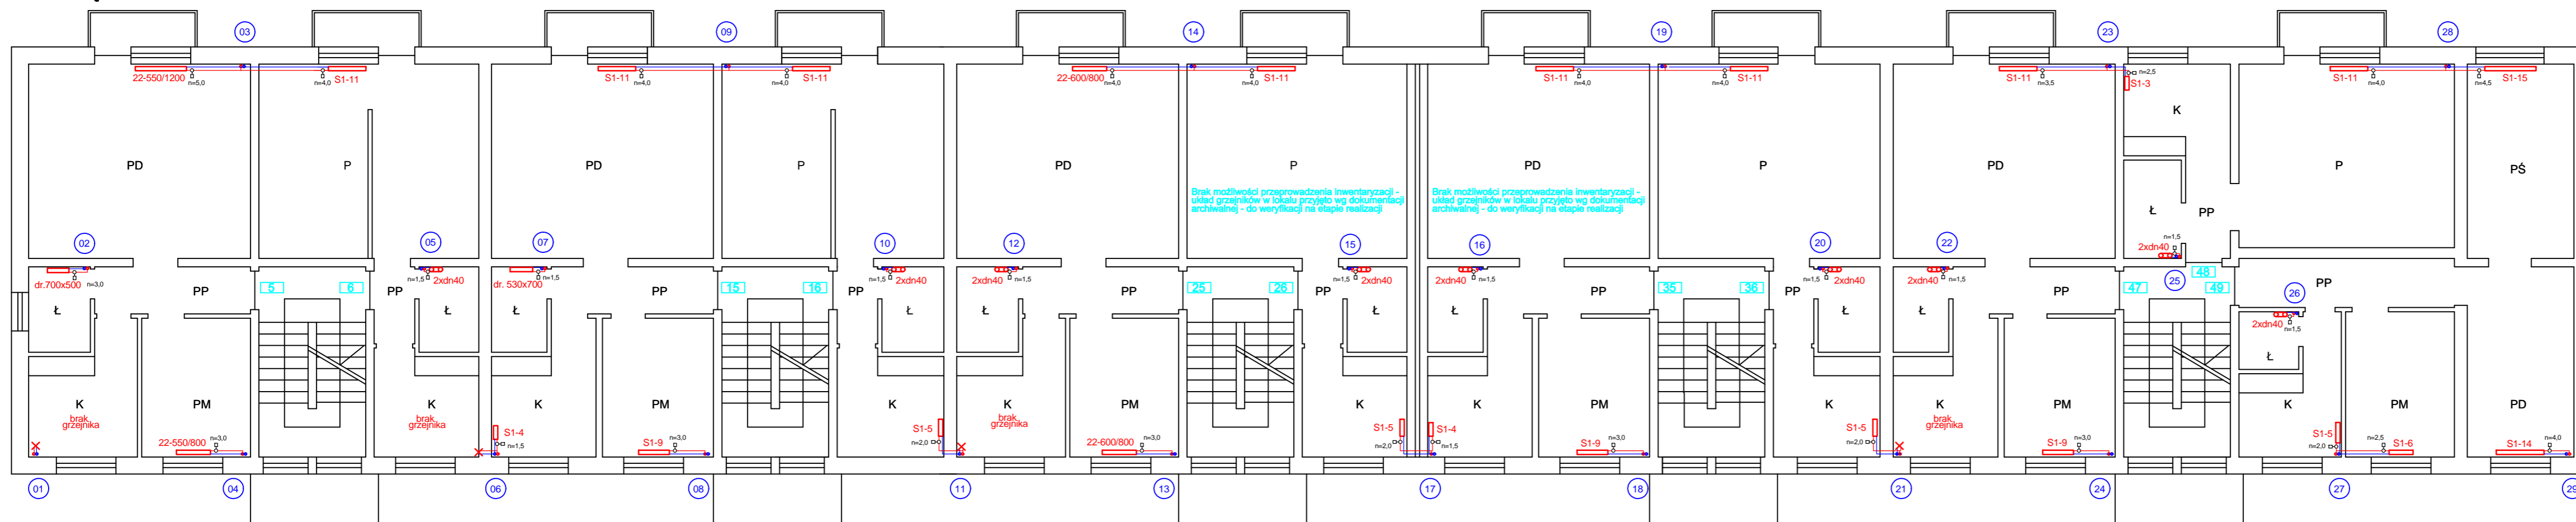 03
09
14
19
23
28
22-550/1200
n=5,0
n=4,0
S1-11
S1-11
n=4,0
n=4,0
S1-11
22-600/800
n=4,0
n=4,0
S1-11
S1-11
n=4,0
n=4,0
S1-11
S1-11
n=3,5
n=2,5
S1-3
S1-11
n=4,0
n=4,5
S1-15
K
PD
P
PD
P
PD
P
PD
P
PD
P
PŚ
Brak możliwości przeprowadzenia inwentaryzacji -
układ grzejników w lokalu przyjęto wg dokumentacji
archiwalnej - do weryfikacji na etapie realizacji
Brak możliwości przeprowadzenia inwentaryzacji -
układ grzejników w lokalu przyjęto wg dokumentacji
archiwalnej - do weryfikacji na etapie realizacji
Ł
PP
02
05
07
10
12
15
16
20
22
n=1,5
2xdn40
dr.700x500
n=3,0
n=1,5
2xdn40
dr. 530x700
n=1,5
n=1,5
2xdn40
2xdn40
n=1,5
n=1,5
2xdn40
2xdn40
n=1,5
n=1,5
2xdn40
2xdn40
n=1,5
PP
5
6
PP
PP
15
16
PP
PP
25
26
PP
PP
35
36
PP
PP
47
25
48
49
PP
26
Ł
Ł
Ł
Ł
Ł
Ł
Ł
Ł
Ł
2xdn40
n=1,5
Ł
K
brak
grzejnika
PM
K
brak
grzejnika
K
PM
K
K
brak
grzejnika
PM
K
K
PM
K
K
brak
grzejnika
PM
K
PM
PD
22-550/800
n=3,0
S1-4
n=1,5
S1-9
n=3,0
S1-5
n=2,0
22-600/800
n=3,0
S1-5
n=2,0
S1-4
n=1,5
S1-9
n=3,0
S1-5
n=2,0
S1-9
n=3,0
S1-5
n=2,0
n=2,5
S1-6
S1-14
n=4,0
01
04
06
08
11
13
17
18
21
24
27
29